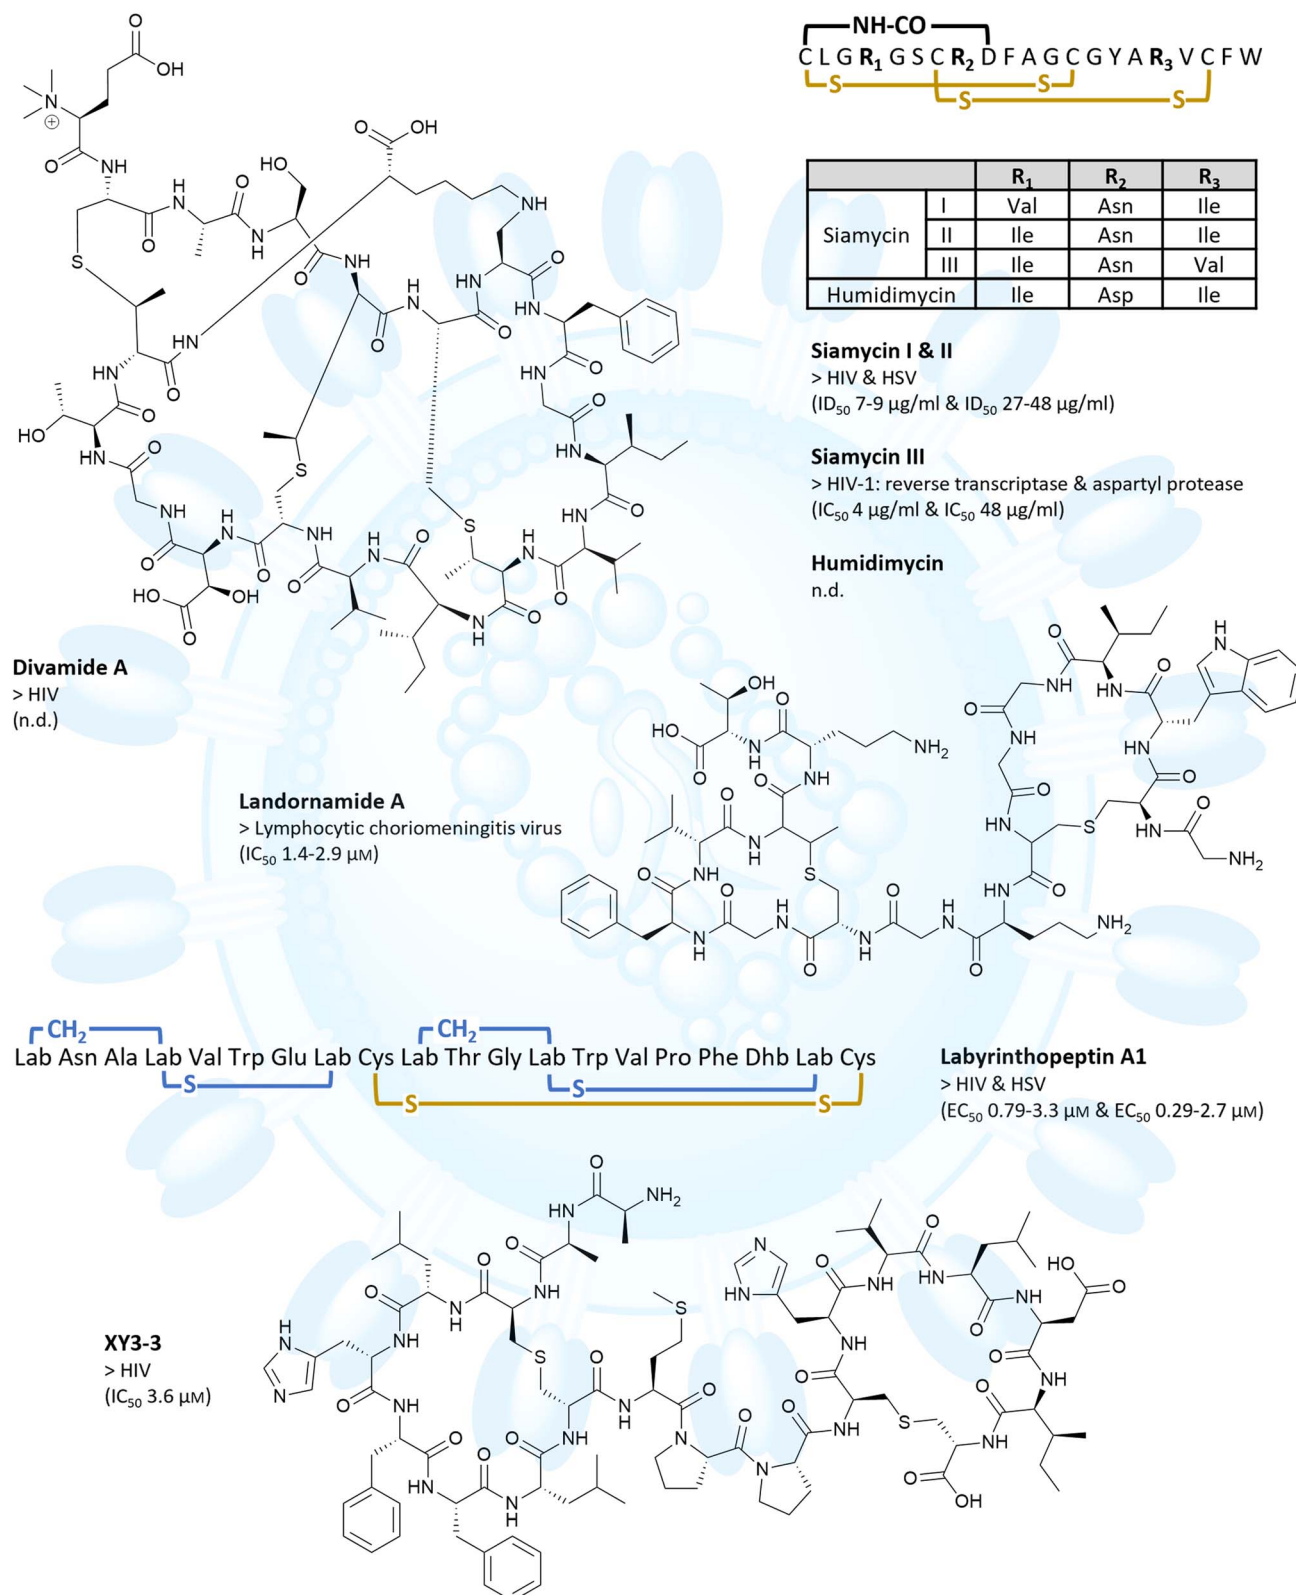 NH-CO
C L G R1 G S C R2 D F A G C G Y A R3 V C F W
S S
S S
R1 R2 R3
Siamycin I Val Asn Ile
II Ile Asn Ile
III Ile Asn Val
Humidimycin Ile Asp Ile
Siamycin I & II
> HIV & HSV
(ID50 7-9 µg/ml & ID50 27-48 µg/ml)
Siamycin III
> HIV-1: reverse transcriptase & aspartyl protease
(IC50 4 µg/ml & IC50 48 µg/ml)
Humidimycin
n.d.
Divamide A
> HIV
(n.d.)
Landornamide A
> Lymphocytic choriomeningitis virus
(IC50 1.4-2.9 µM)
CH2 CH2
Lab Asn Ala Lab Val Trp Glu Lab Cys Lab Thr Gly Lab Trp Val Pro Phe Dhb Lab Cys
S S
S S
Labyrinthopeptin A1
> HIV & HSV
(EC50 0.79-3.3 µM & EC50 0.29-2.7 µM)
XY3-3
> HIV
(IC50 3.6 µM)